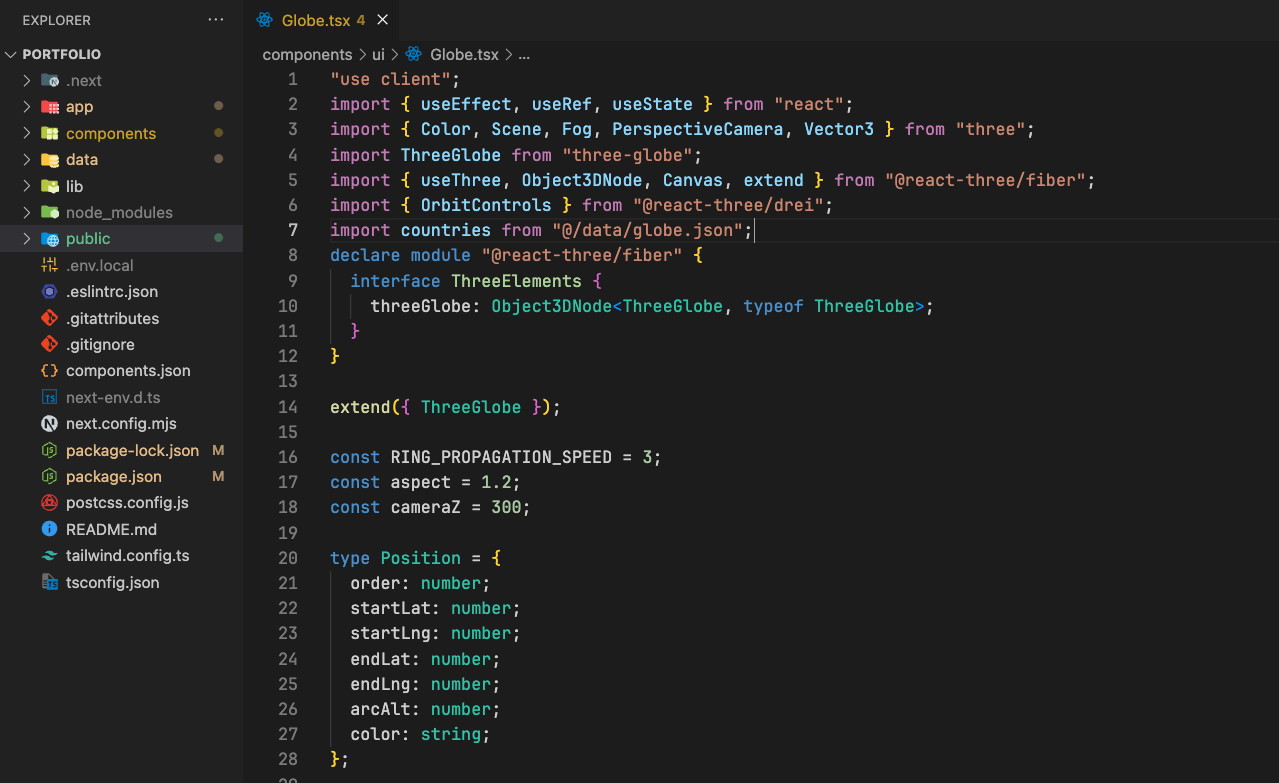 EXPLORER ...
PORTFOLIO
.next
app
components
data
lib
node_modules
public
.env.local
.eslintrc.json
.gitattributes
.gitignore
components.json
next-env.d.ts
next.config.mjs
package-lock.json M
package.json M
postcss.config.js
README.md
tailwind.config.ts
tsconfig.json
Globe.tsx 4
components > ui > Globe.tsx > ...
1 "use client";
2 import { useEffect, useRef, useState } from "react";
3 import { Color, Scene, Fog, PerspectiveCamera, Vector3 } from "three";
4 import ThreeGlobe from "three-globe";
5 import { useThree, Object3DNode, Canvas, extend } from "@react-three/fiber";
6 import { OrbitControls } from "@react-three/drei";
7 import countries from "@/data/globe.json";
8 declare module "@react-three/fiber" {
9 interface ThreeElements {
10 threeGlobe: Object3DNode<ThreeGlobe, typeof ThreeGlobe>;
11 }
12 }
13
14 extend({ ThreeGlobe });
15
16 const RING_PROPAGATION_SPEED = 3;
17 const aspect = 1.2;
18 const cameraZ = 300;
19
20 type Position = {
21 order: number;
22 startLat: number;
23 startLng: number;
24 endLat: number;
25 endLng: number;
26 arcAlt: number;
27 color: string;
28 };